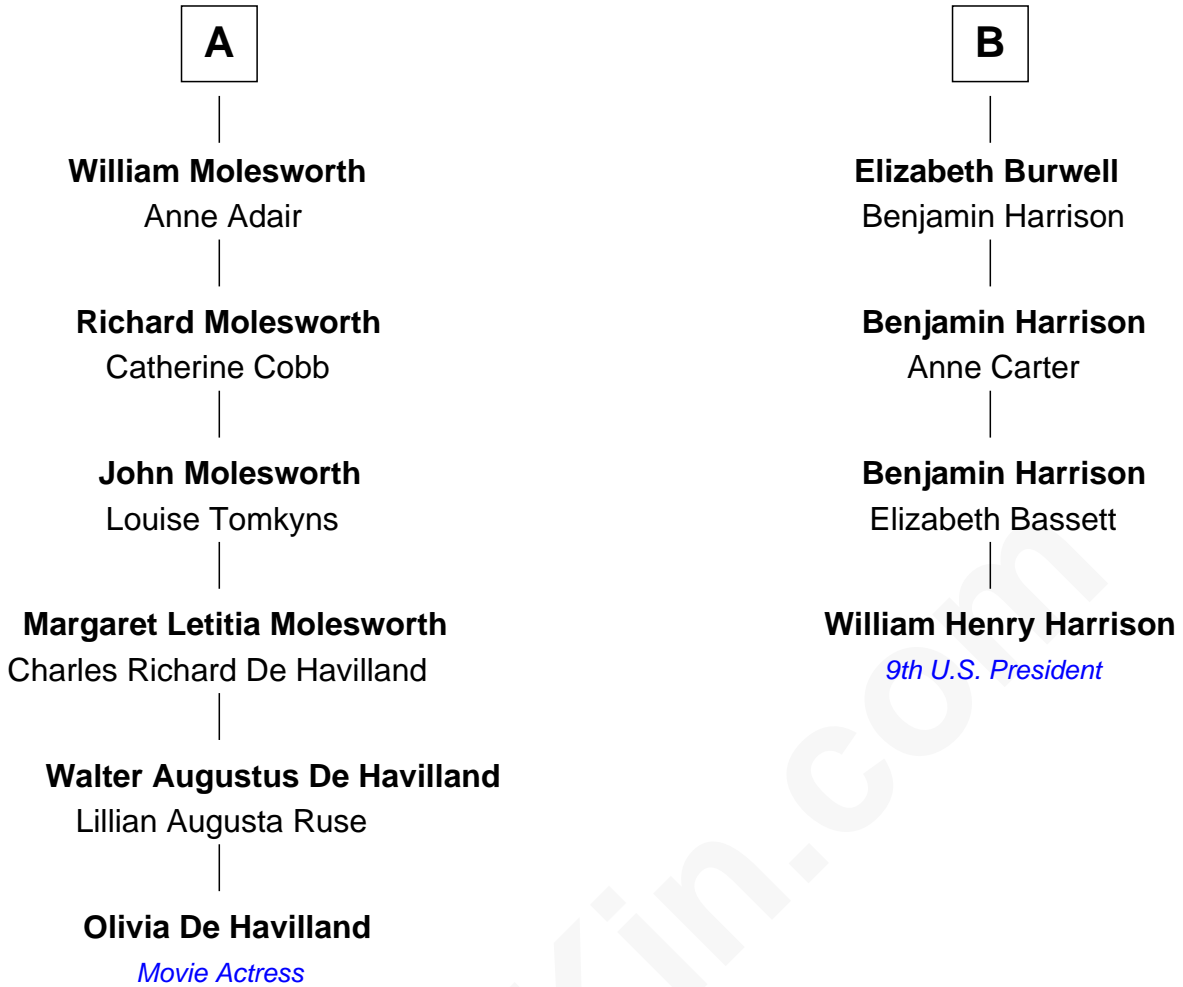 A
William Molesworth
Anne Adair
Richard Molesworth
Catherine Cobb
John Molesworth
Louise Tomkyns
Margaret Letitia Molesworth
Charles Richard De Havilland
Walter Augustus De Havilland
Lillian Augusta Ruse
Olivia De Havilland
Movie Actress
B
Elizabeth Burwell
Benjamin Harrison
Benjamin Harrison
Anne Carter
Benjamin Harrison
Elizabeth Bassett
William Henry Harrison
9th U.S. President
Kin.com